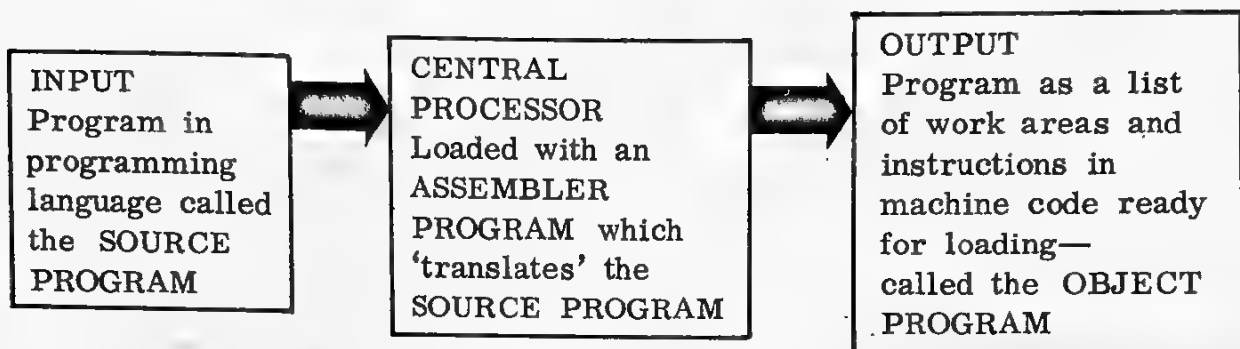 INPUT
Program in
programming
language called
the SOURCE
PROGRAM
CENTRAL
PROCESSOR
Loaded with an
ASSEMBLER
PROGRAM which
‘translates’ the
SOURCE PROGRAM
OUTPUT
Program as a list
of work areas and
instructions in
machine code ready
for loading—
called the OBJECT
PROGRAM